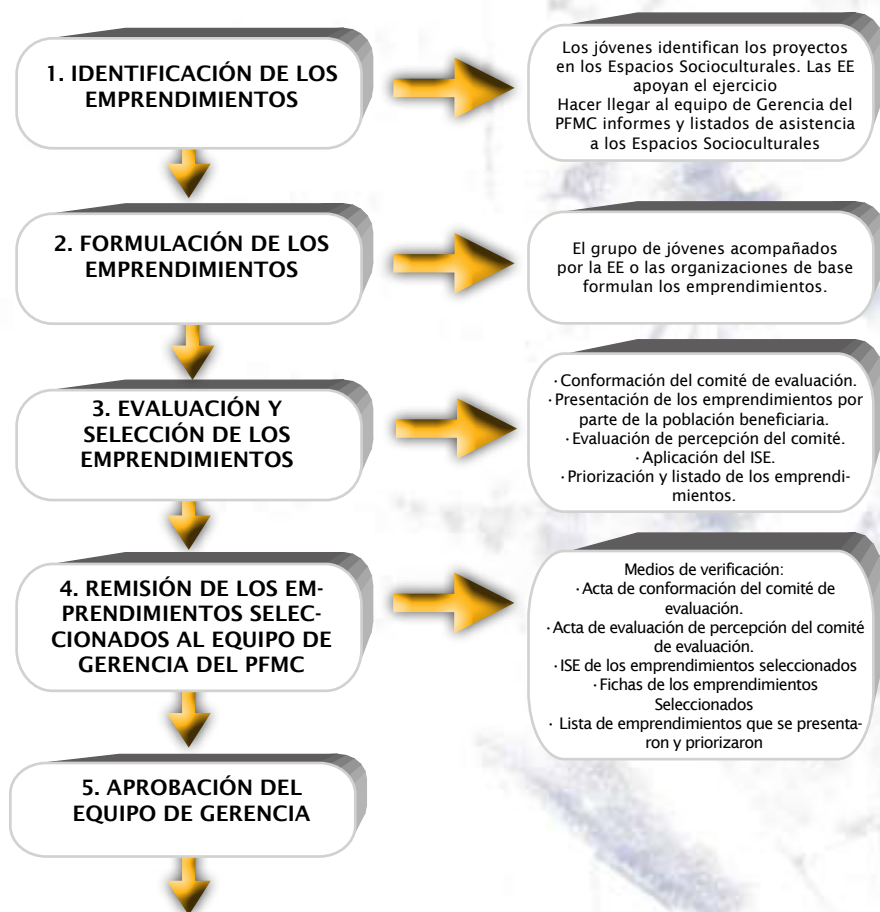 1. IDENTIFICACIÓN DE LOS
EMPRENDIMIENTOS
Los jóvenes identifican los proyectos
en los Espacios Socioculturales. Las EE
apoyan el ejercicio
Hacer llegar al equipo de Gerencia del
PFMC informes y listados de asistencia
a los Espacios Socioculturales
2. FORMULACIÓN DE LOS
EMPRENDIMIENTOS
El grupo de jóvenes acompañados
por la EE o las organizaciones de base
formulan los emprendimientos.
3. EVALUACIÓN Y
SELECCIÓN DE LOS
EMPRENDIMIENTOS
·Conformación del comité de evaluación.
·Presentación de los emprendimientos por
parte de la población beneficiaria.
·Evaluación de percepción del comité.
·Aplicación del ISE.
·Priorización y listado de los emprendi-
mientos.
4. REMISIÓN DE LOS EM-
PRENDIMIENTOS SELEC-
CIONADOS AL EQUIPO DE
GERENCIA DEL PFMC
Medios de verificación:
·Acta de conformación del comité de
evaluación.
·Acta de evaluación de percepción del comité
de evaluación.
·ISE de los emprendimientos seleccionados
·Fichas de los emprendimientos
Seleccionados
· Lista de emprendimientos que se presenta-
ron y priorizaron
5. APROBACIÓN DEL
EQUIPO DE GERENCIA